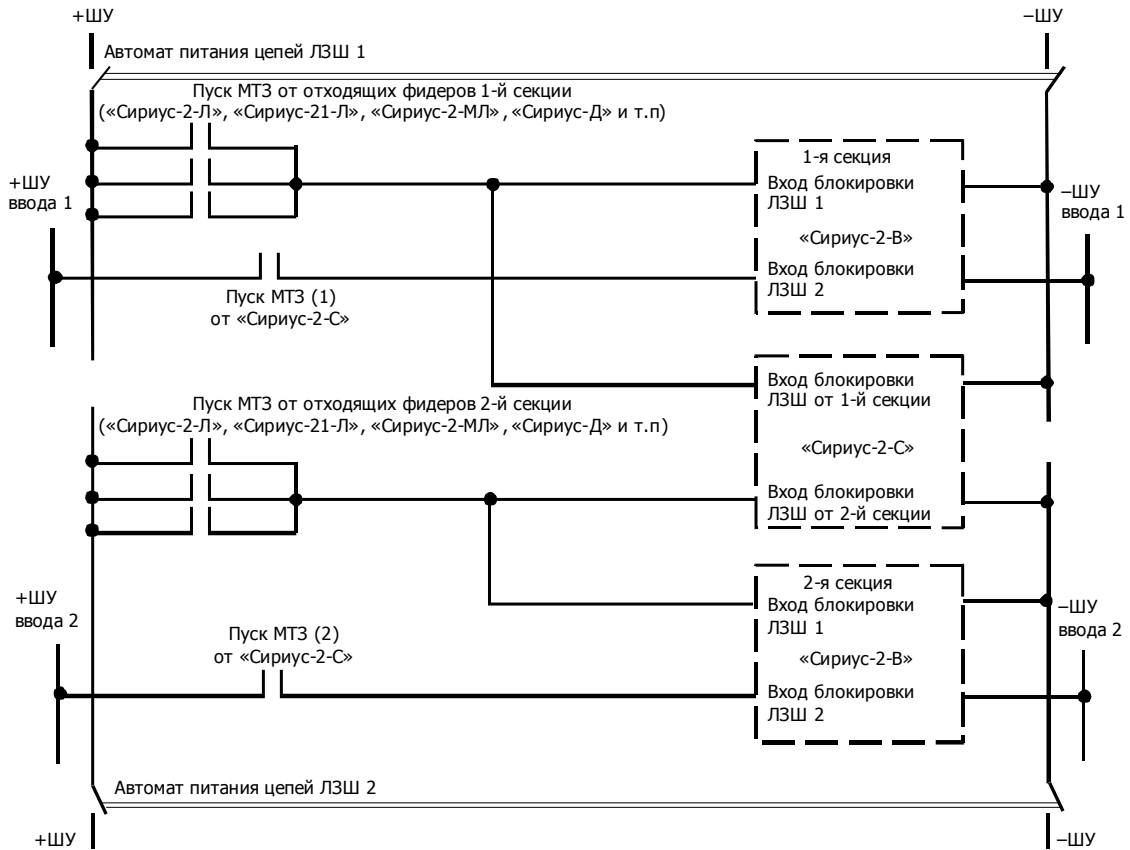 +ШУ
–ШУ
Автомат питания цепей ЛЗШ 1
Пуск МТЗ от отходящих фидеров 1-й секции
(«Сириус-2-Л», «Сириус-21-Л», «Сириус-2-МЛ» , «Сириус-Д» и т.п)
+ШУ
ввода 1
1-я секция
Вход блокировки
ЛЗШ 1
«Сириус-2-В»
Вход блокировки
ЛЗШ 2
–ШУ
ввода 1
Пуск МТЗ (1)
от «Сириус-2-С»
Вход блокировки
ЛЗШ от 1-й секции
«Сириус-2-С»
Вход блокировки
ЛЗШ от 2-й секции
Пуск МТЗ от отходящих фидеров 2-й секции
(«Сириус-2-Л», «Сириус-21-Л», «Сириус-2-МЛ» , «Сириус-Д» и т.п)
+ШУ
ввода 2
2-я секция
Вход блокировки
ЛЗШ 1
«Сириус-2-В»
Вход блокировки
ЛЗШ 2
–ШУ
ввода 2
Пуск МТЗ (2)
от «Сириус-2-С»
Автомат питания цепей ЛЗШ 2
+ШУ
–ШУ